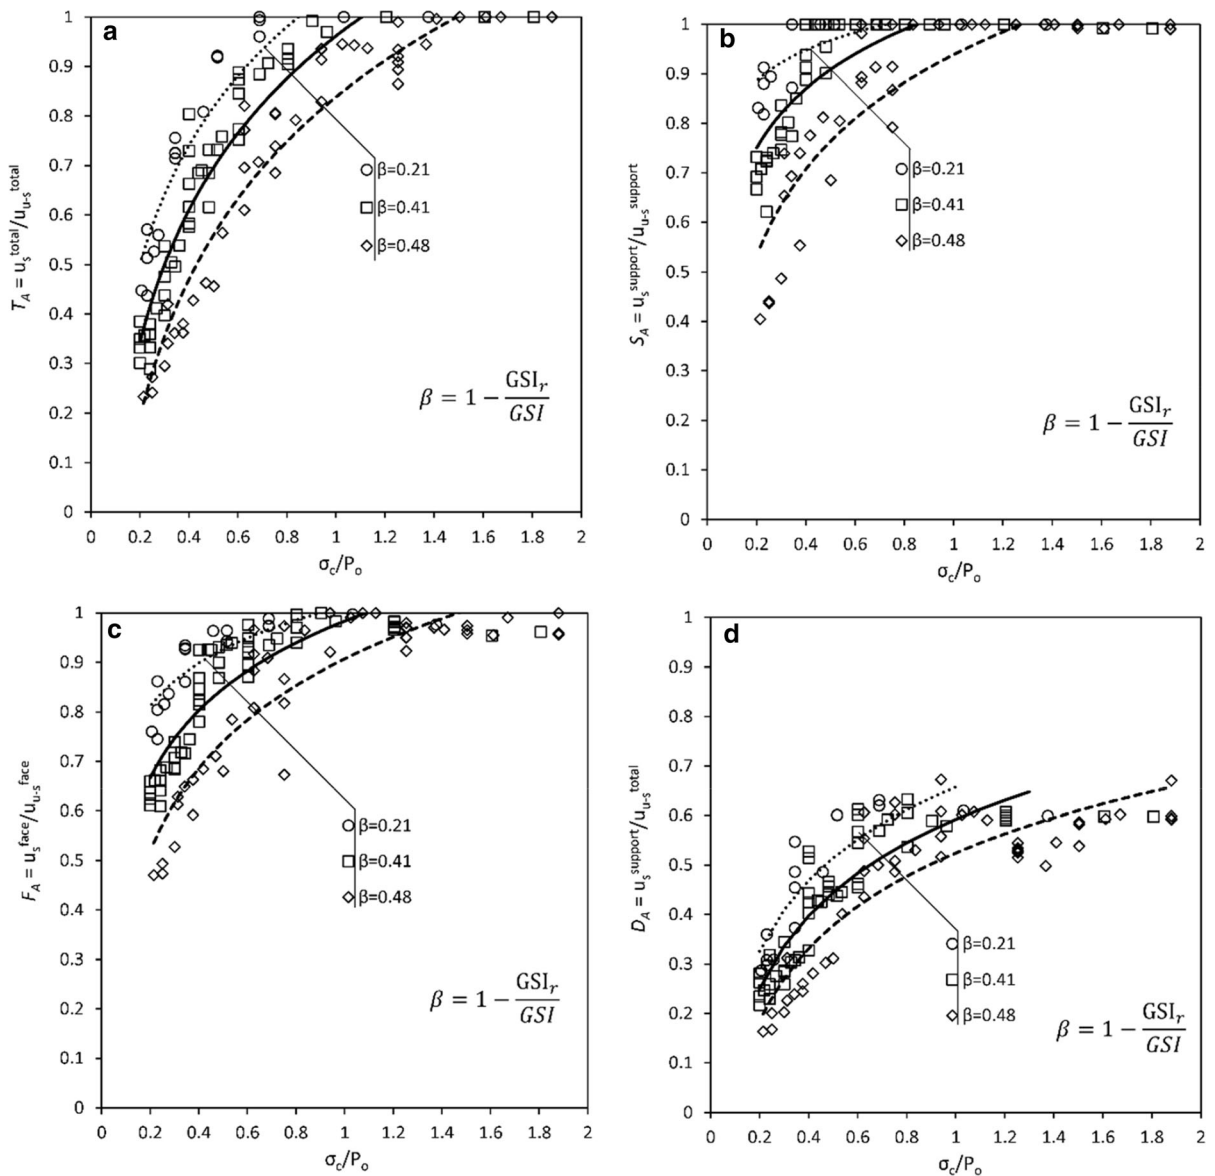 a
1
0.9
0.8
0.7
0.6
0.5
0.4
0.3
0.2
0.1
0
T_A = u_s^total/u_u-s^total
β=0.21
β=0.41
β=0.48
β = 1 − GSI_r/GSI
0 0.2 0.4 0.6 0.8 1 1.2 1.4 1.6 1.8 2
σ_c/P_o
b
1
0.9
0.8
0.7
0.6
0.5
0.4
0.3
0.2
0.1
0
S_A = u_s^support/u_u-s^support
β=0.21
β=0.41
β=0.48
β = 1 − GSI_r/GSI
0 0.2 0.4 0.6 0.8 1 1.2 1.4 1.6 1.8 2
σ_c/P_o
c
1
0.9
0.8
0.7
0.6
0.5
0.4
0.3
0.2
0.1
0
F_A = u_s^face/u_u-s^face
β=0.21
β=0.41
β=0.48
β = 1 − GSI_r/GSI
0 0.2 0.4 0.6 0.8 1 1.2 1.4 1.6 1.8 2
σ_c/P_o
d
1
0.9
0.8
0.7
0.6
0.5
0.4
0.3
0.2
0.1
0
D_A = u_s^support/u_u-s^total
β=0.21
β=0.41
β=0.48
β = 1 − GSI_r/GSI
0 0.2 0.4 0.6 0.8 1 1.2 1.4 1.6 1.8 2
σ_c/P_o